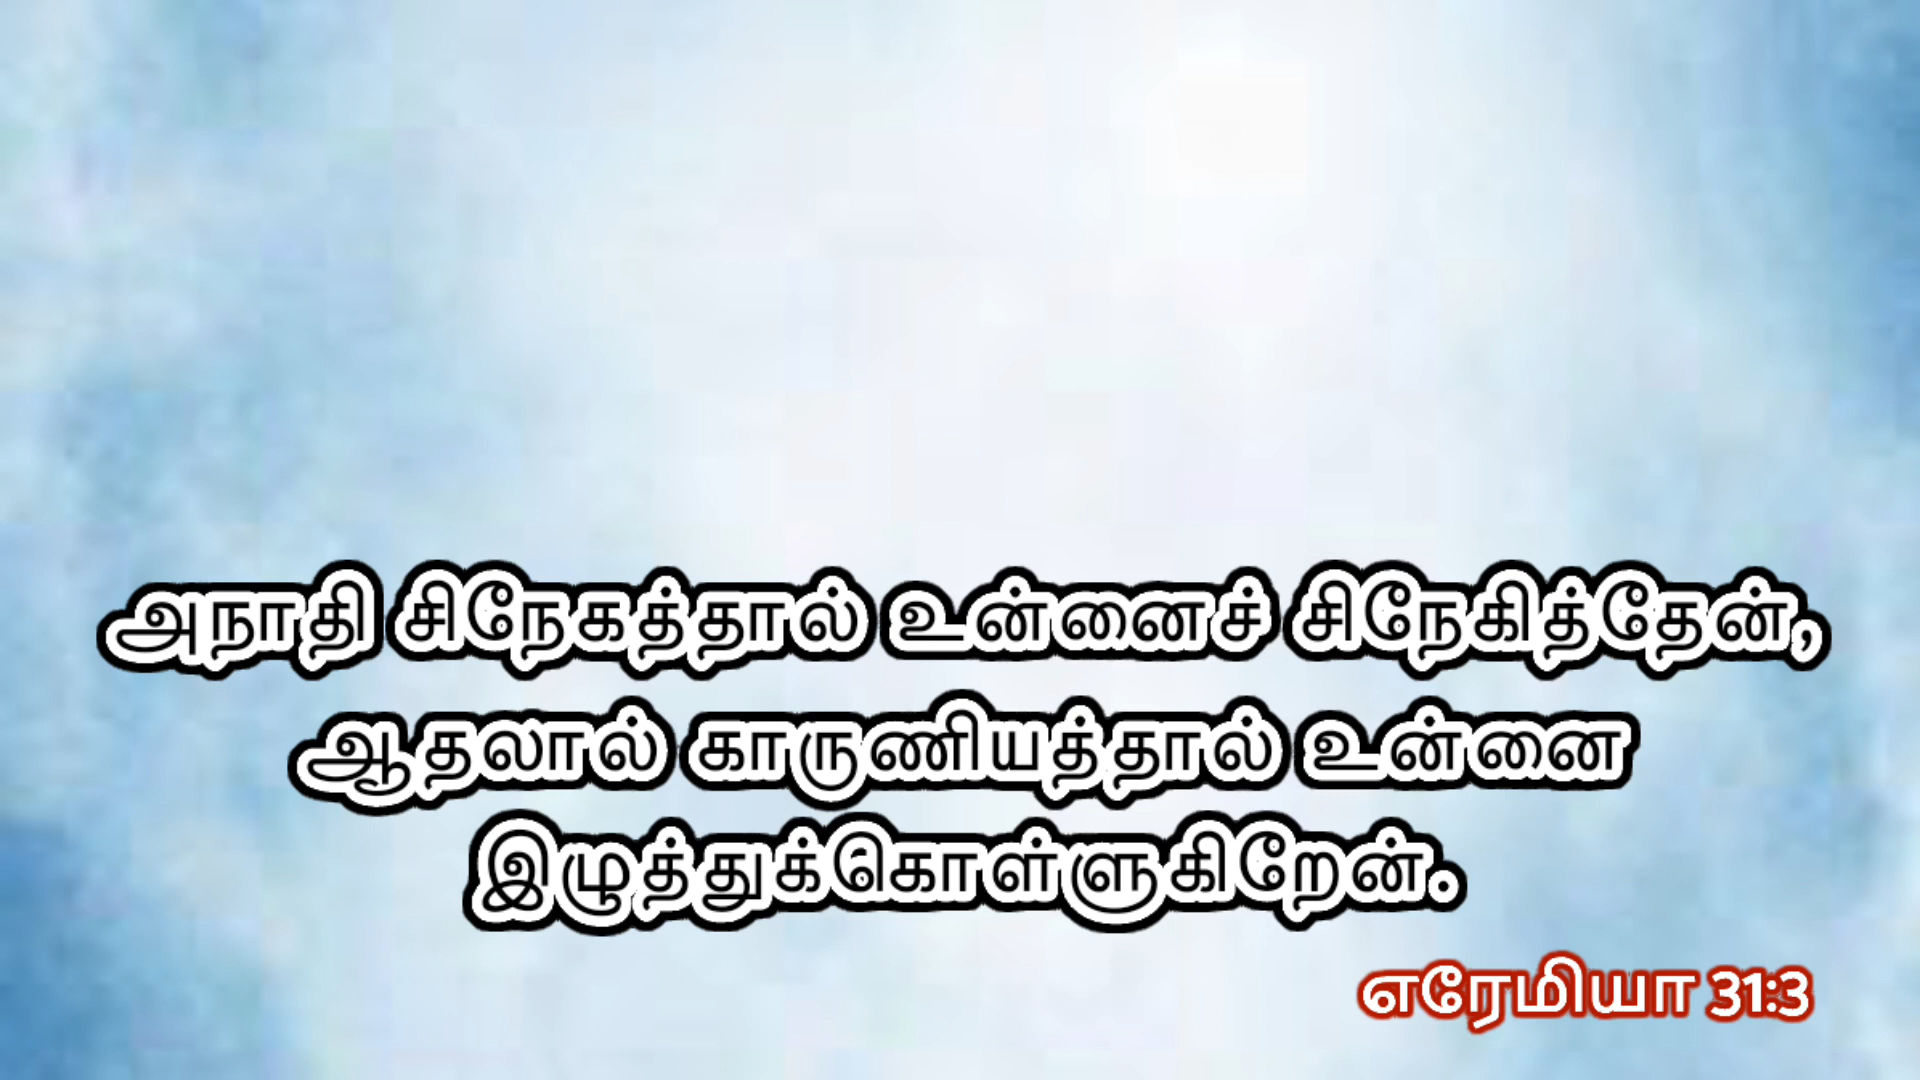 அநாதி சிநேகத்தால் உன்னைச் சிநேகித்தேன்,
ஆதலால் காருணியத்தால் உன்னை
இழுத்துக்கொள்ளுகிறேன்.
எரேமியா 31:3